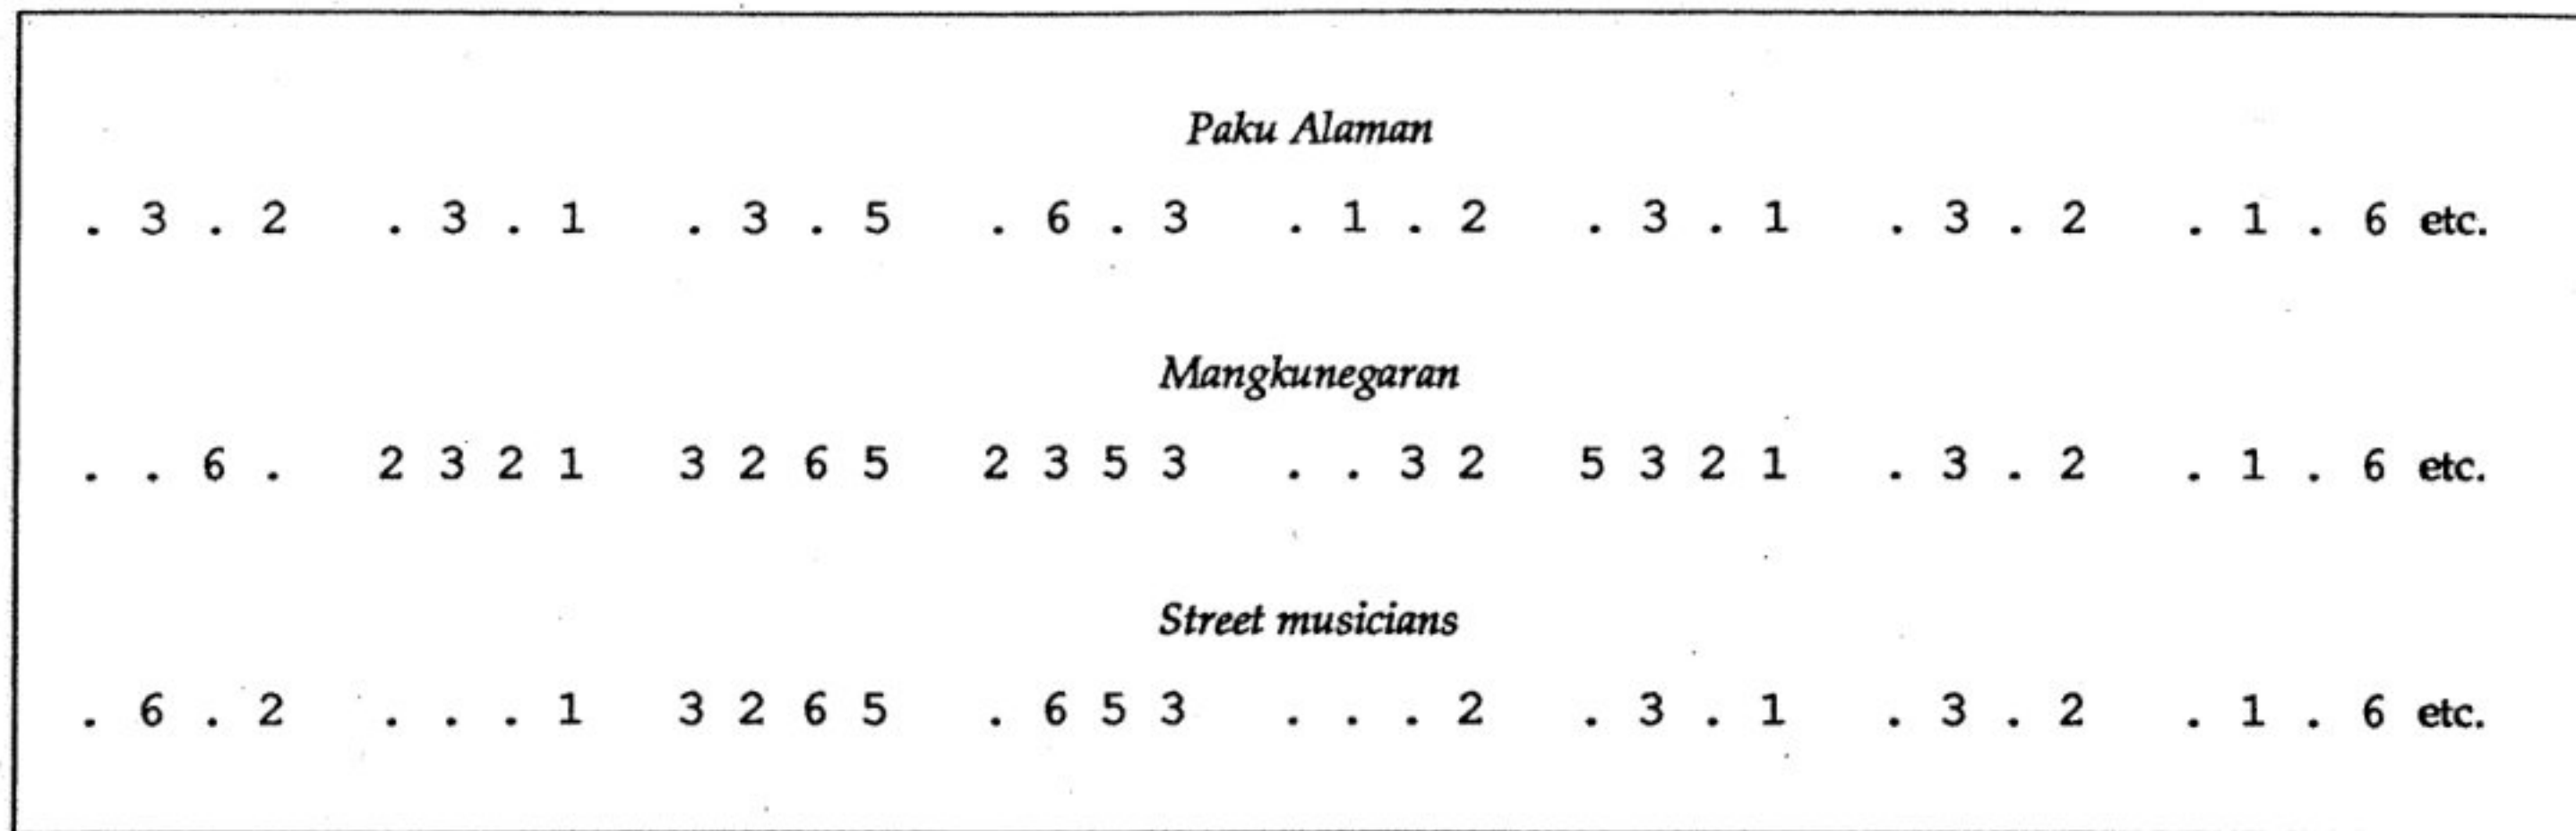 Paku Alaman
. 3 . 2 . 3 . 1 . 3 . 5 . 6 . 3 . 1 . 2 . 3 . 1 . 3 . 2 . 1 . 6 etc.
Mangkunegaran
. . 6 . 2 3 2 1 3 2 6 5 2 3 5 3 . . 3 2 5 3 2 1 . 3 . 2 . 1 . 6 etc.
Street musicians
. 6 . 2 . . . 1 3 2 6 5 . 6 5 3 . . . 2 . 3 . 1 . 3 . 2 . 1 . 6 etc.